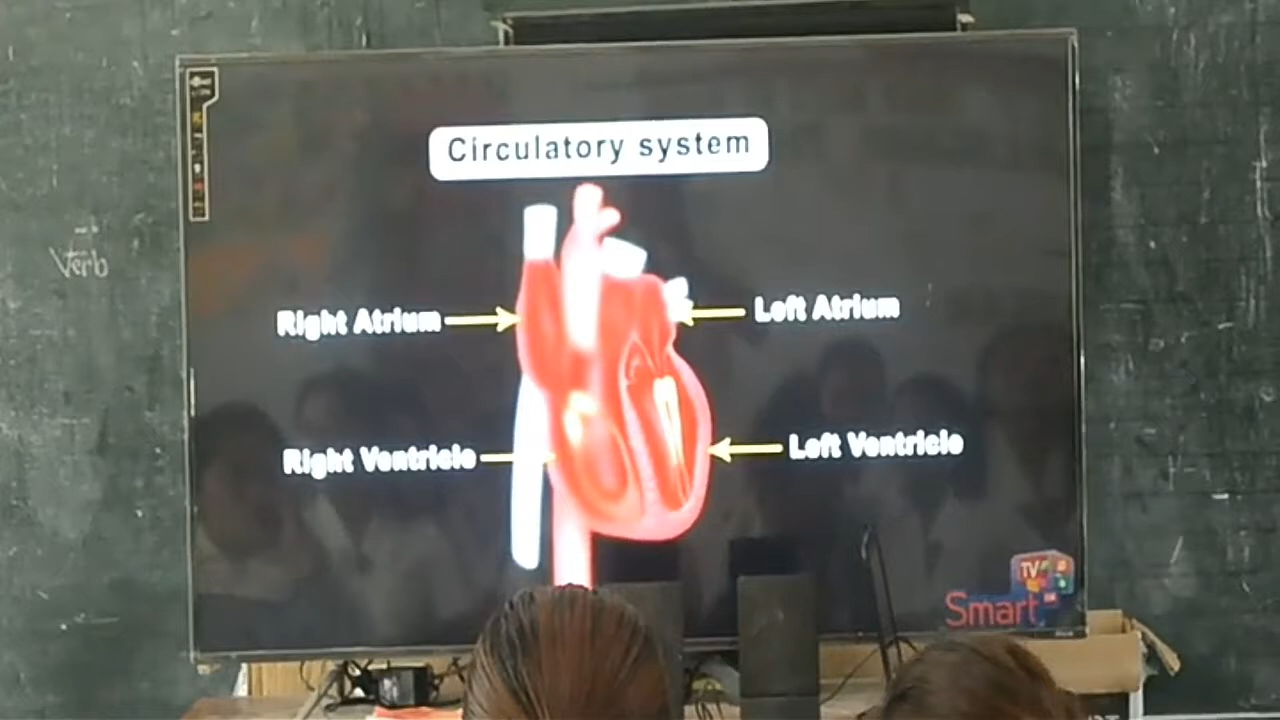 Circulatory system
Verb
Right Atrium
Left Atrium
Right Ventricle
Left Ventricle
TV
Smart